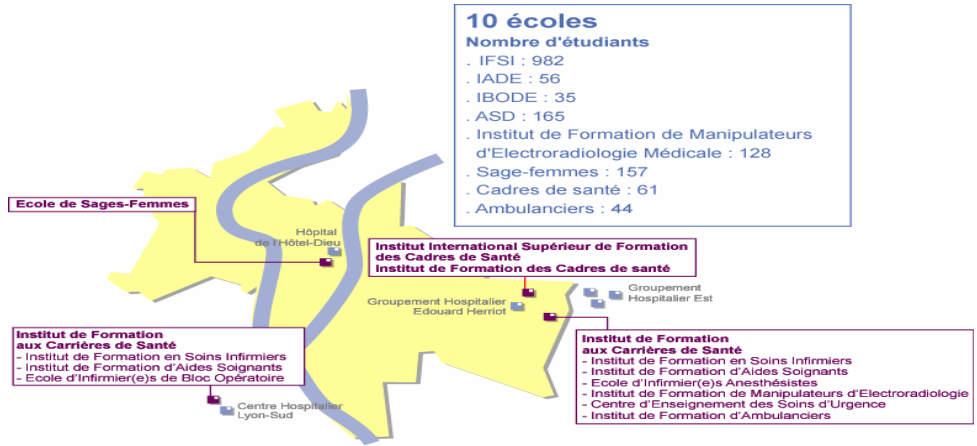 10 écoles
Nombre d'étudiants
. IFSI : 982
. IADE : 56
. IBODE : 35
. ASD : 165
. Institut de Formation de Manipulateurs
d'Electroradiologie Médicale : 128
. Sage-femmes : 157
. Cadres de santé : 61
. Ambulanciers : 44
Ecole de Sages-Femmes
Hôpital
de l'Hôtel-Dieu
Institut International Supérieur de Formation
des Cadres de Santé
Institut de Formation des Cadres de santé
Groupement Hospitalier
Edouard Herriot
Groupement
Hospitalier Est
Institut de Formation
aux Carrières de Santé
- Institut de Formation en Soins Infirmiers
- Institut de Formation d'Aides Soignants
- Ecole d'Infirmier(e)s de Bloc Opératoire
Centre Hospitalier
Lyon-Sud
Institut de Formation
aux Carrières de Santé
- Institut de Formation en Soins Infirmiers
- Institut de Formation d'Aides Soignants
- Ecole d'Infirmier(e)s Anesthésistes
- Institut de Formation de Manipulateurs d'Electroradiologie
- Centre d'Enseignement des Soins d'Urgence
- Institut de Formation d'Ambulanciers